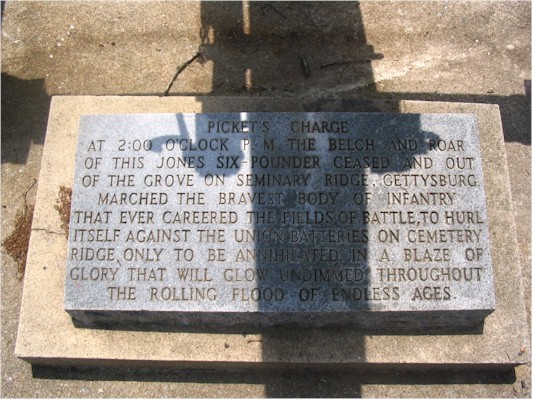 PICKET'S CHARGE
AT 2:00 O'CLOCK P. M. THE BELCH AND ROAR
OF THIS JONES SIX-POUNDER CEASED AND OUT
OF THE GROVE ON SEMINARY RIDGE, GETTYSBURG
MARCHED THE BRAVEST BODY OF INFANTRY
THAT EVER CAREERED THE FIELDS OF BATTLE, TO HURL
ITSELF AGAINST THE UNION BATTERIES ON CEMETERY
RIDGE, ONLY TO BE ANNIHILATED IN A BLAZE OF
GLORY THAT WILL GLOW UNDIMMED THROUGHOUT
THE ROLLING FLOOD OF ENDLESS AGES.